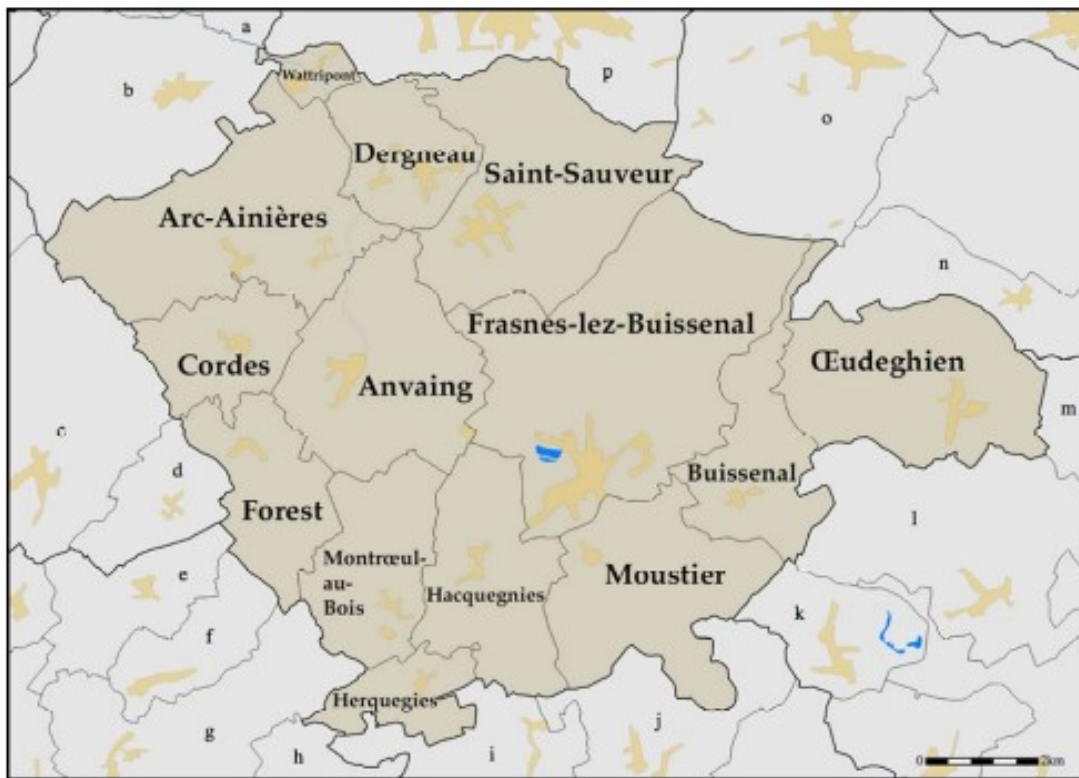 a
Wattripont
p
b
o
Dergneau
Saint-Sauveur
Arc-Ainières
n
Frasnes-lez-Buissenal
Cordes
Anvaing
Œudeghien
m
c
d
Buissenal
Forest
l
Montrœul-
au-
Bois
Hacquegnies
Moustier
e
f
k
Herquegies
g
h
i
j
0
2km